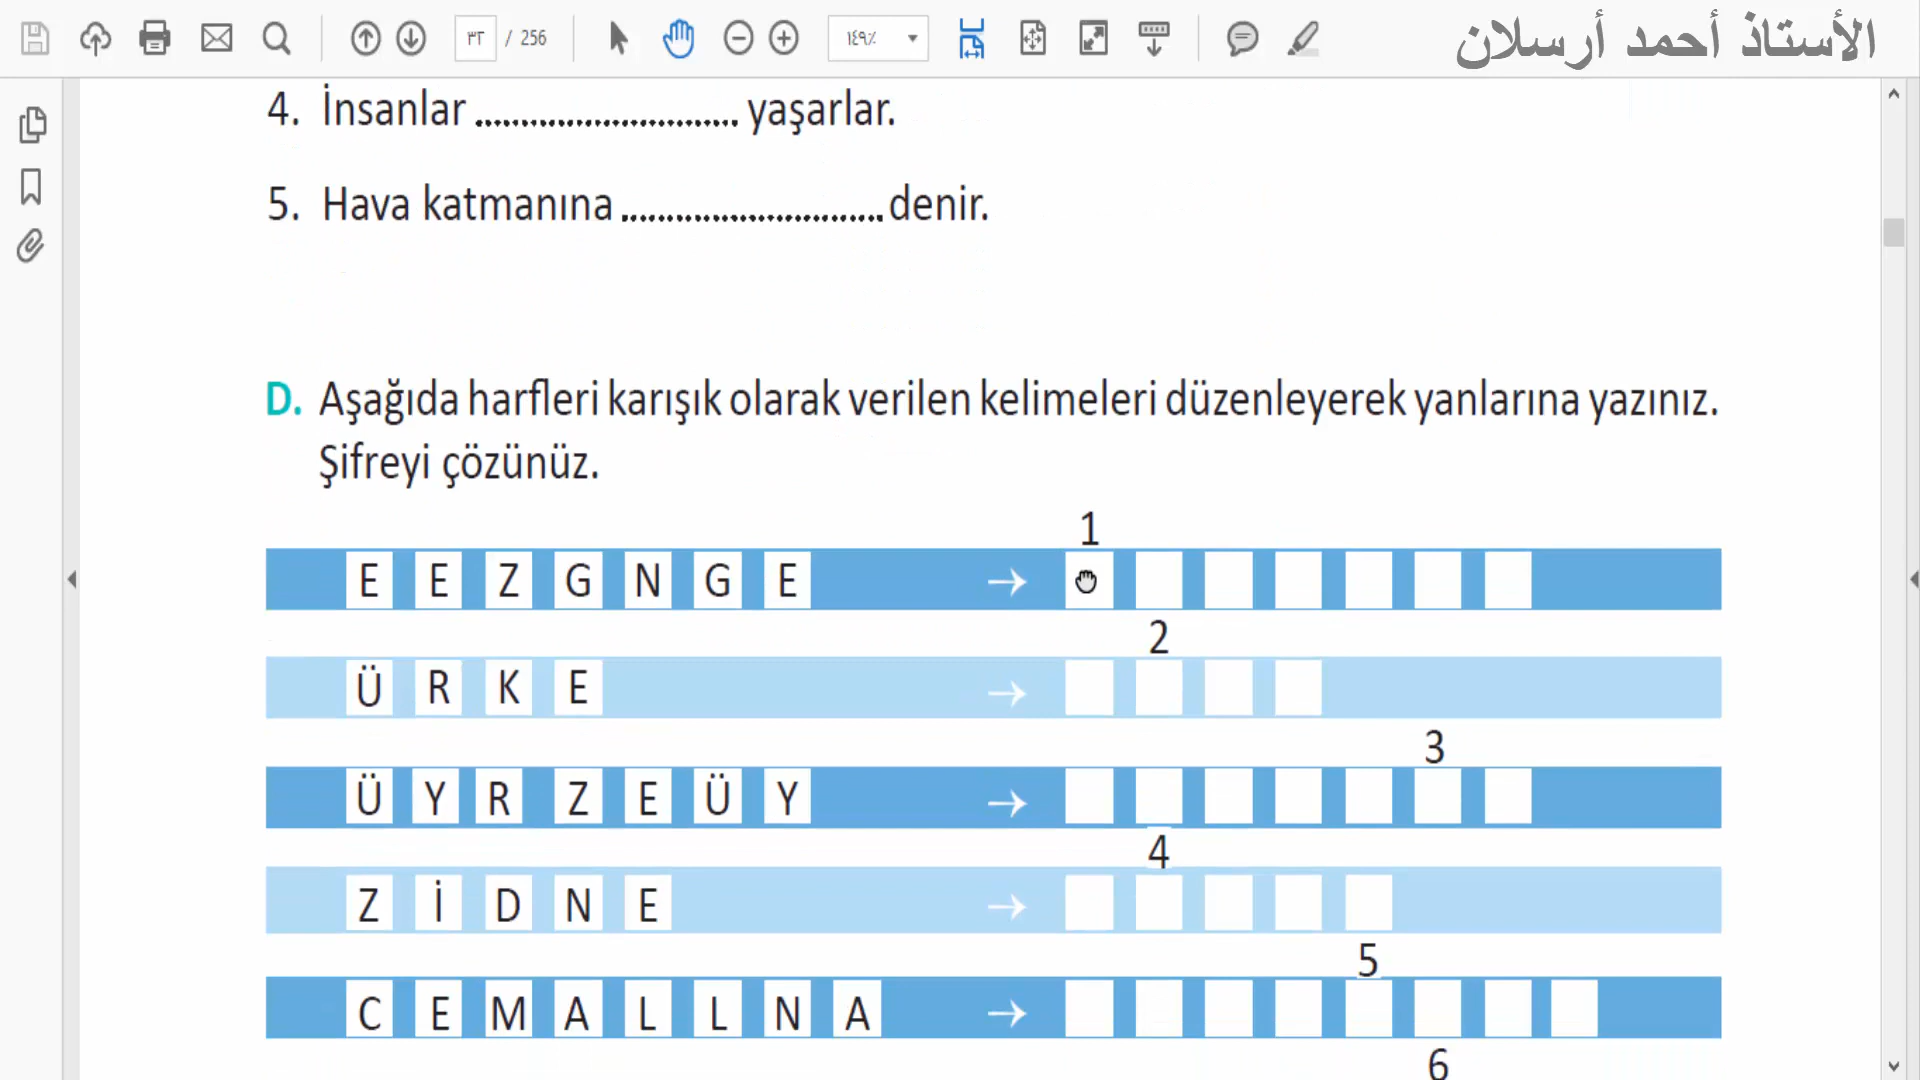 ٣٣ / 256
١٤٩٪
الأستاذ أحمد أرسلان
4. İnsanlar .......................... yaşarlar.
5. Hava katmanına .......................... denir.
D. Aşağıda harfleri karışık olarak verilen kelimeleri düzenleyerek yanlarına yazınız.
Şifreyi çözünüz.
1
E E Z G N G E →
2
Ü R K E →
3
Ü Y R Z E Ü Y →
4
Z İ D N E →
5
C E M A L L N A →
6